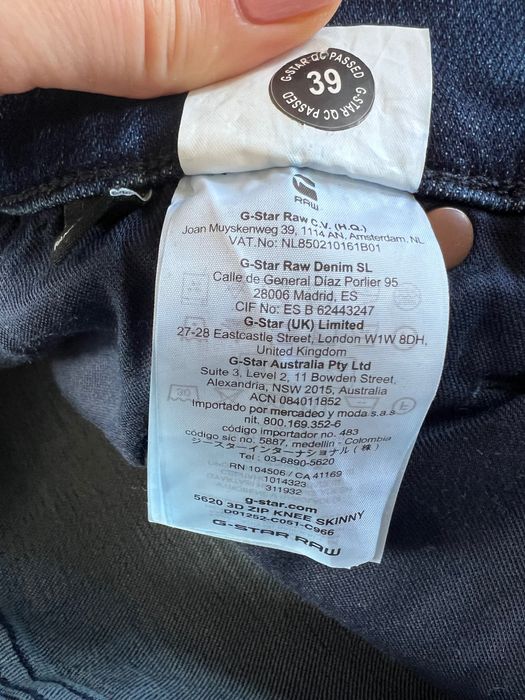 G-STAR QC PASSED
39
G-STAR QC PASSED
RAW
G-Star Raw C.V. (H.Q.)
Joan Muyskenweg 39, 1114 AN, Amsterdam, NL
VAT.No: NL850210161B01
G-Star Raw Denim SL
Calle de General Díaz Porlier 95
28006 Madrid, ES
CIF No: ES B 62443247
G-Star (UK) Limited
27-28 Eastcastle Street, London W1W 8DH,
United Kingdom
G-Star Australia Pty Ltd
Suite 3, Level 2, 11 Bowden Street,
Alexandria, NSW 2015, Australia
ACN 084011852
Importado por mercadeo y moda s.a.s
nit. 800.169.352-6
código importador no. 483
código sic no. 5887, medellin - Colombia
ジースターインターナショナル (株)
Tel : 03-6890-5620
RN 104506 / CA 41169
1014323
311932
g-star.com
5620 3D ZIP KNEE SKINNY
D01252-C051-C966
G-STAR RAW